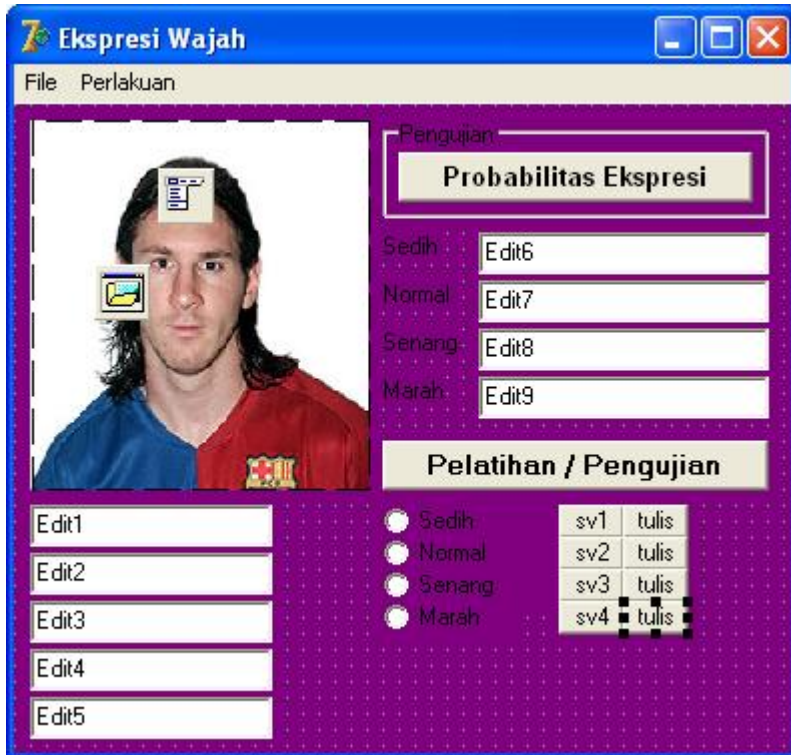 Ekspresi Wajah
File Perlakuan
Pengujian
Probabilitas Ekspresi
Sedih Edit6
Normal Edit7
Senang Edit8
Marah Edit9
Pelatihan / Pengujian
Edit1
Edit2
Edit3
Edit4
Edit5
Sedih sv1 tulis
Normal sv2 tulis
Senang sv3 tulis
Marah sv4 tulis